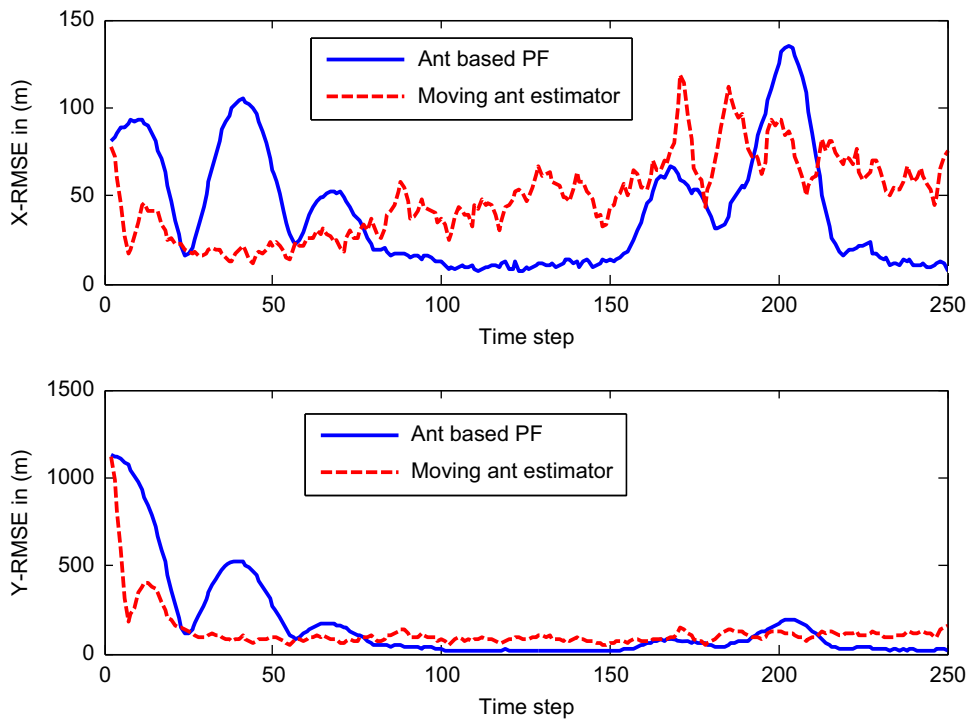 150
100
50
0
X-RMSE in (m)
Ant based PF
Moving ant estimator
0 50 100 150 200 250
Time step
1500
1000
500
0
Y-RMSE in (m)
Ant based PF
Moving ant estimator
0 50 100 150 200 250
Time step